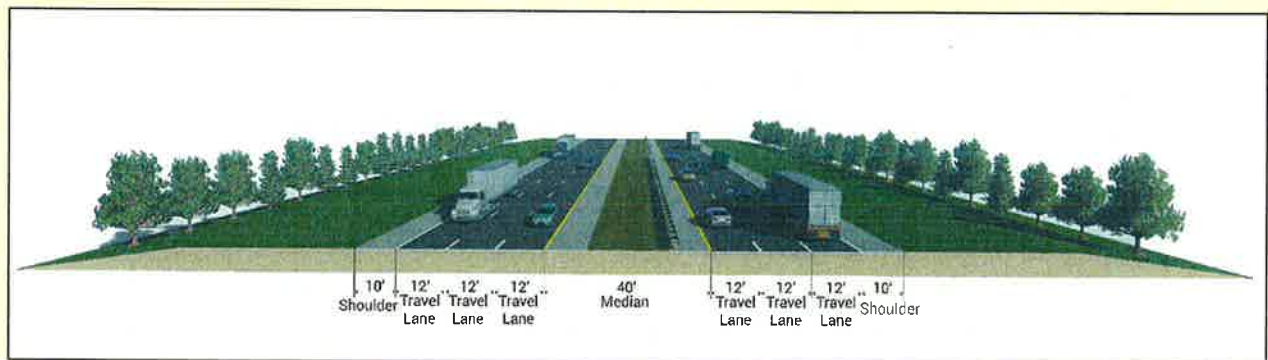 10' 12' 12' 12' 40' 12' 12' 12' 10'
Shoulder Travel Travel Travel Median Travel Travel Travel Shoulder
Lane Lane Lane Lane Lane Lane